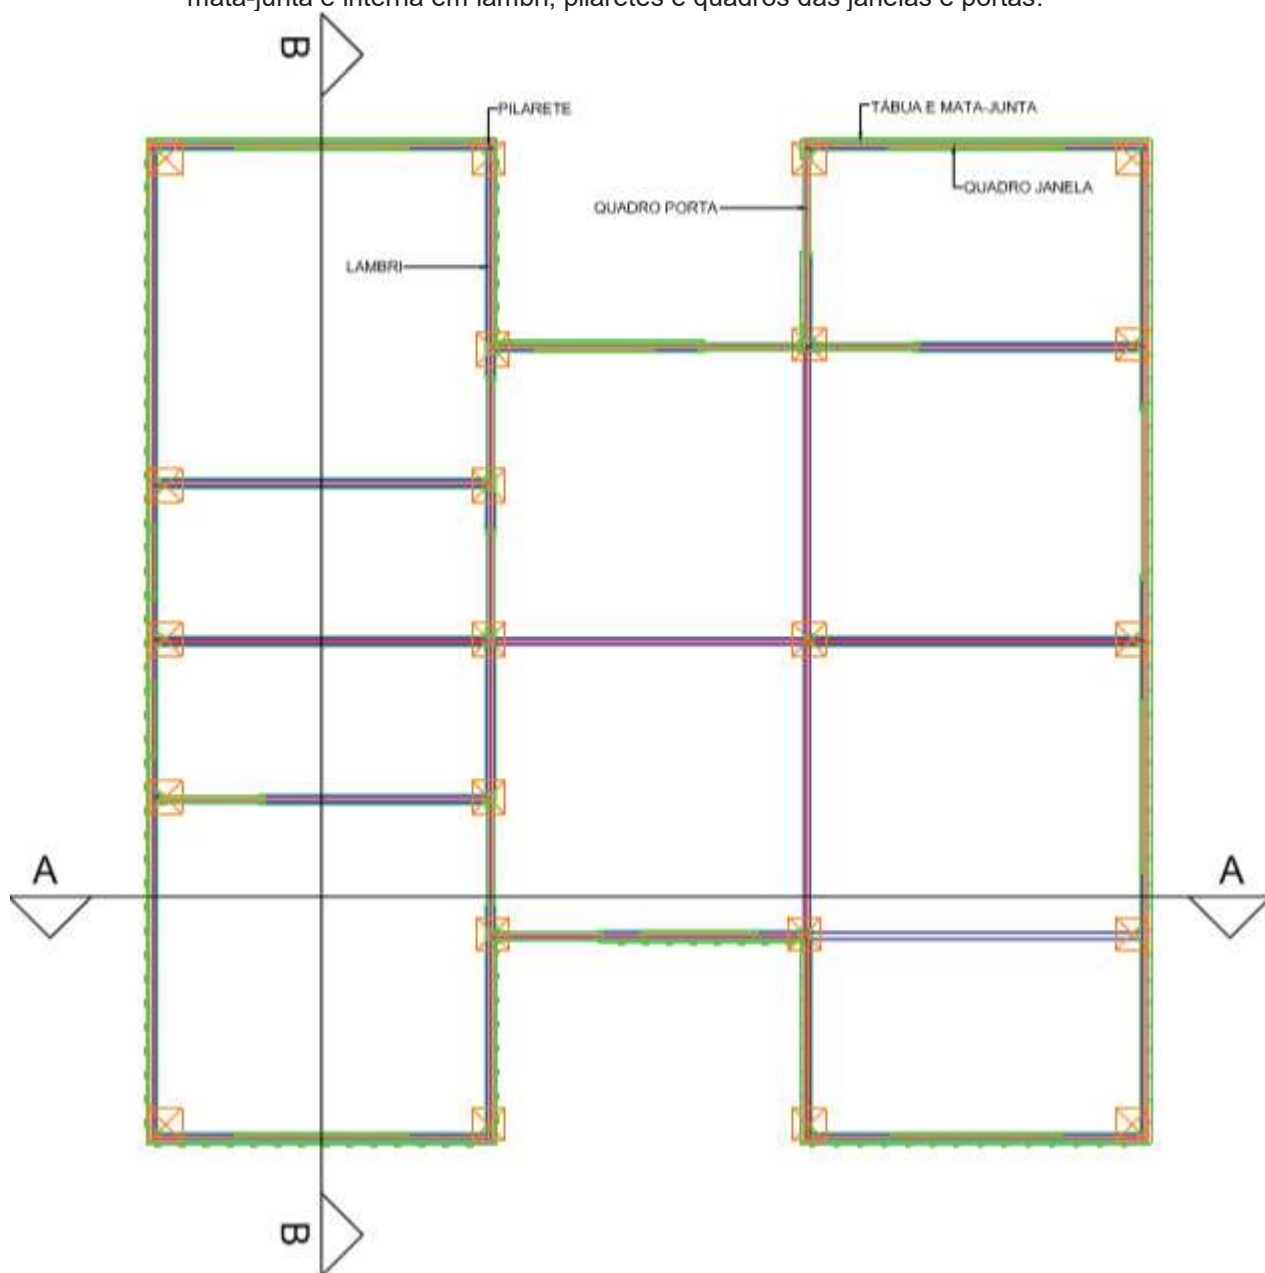 mata-junta e interna em lambri, pilaretes e quadros das janelas e portas.
B
PILARETE
TÁBUA E MATA-JUNTA
QUADRO JANELA
QUADRO PORTA
LAMBRI
A
A
B